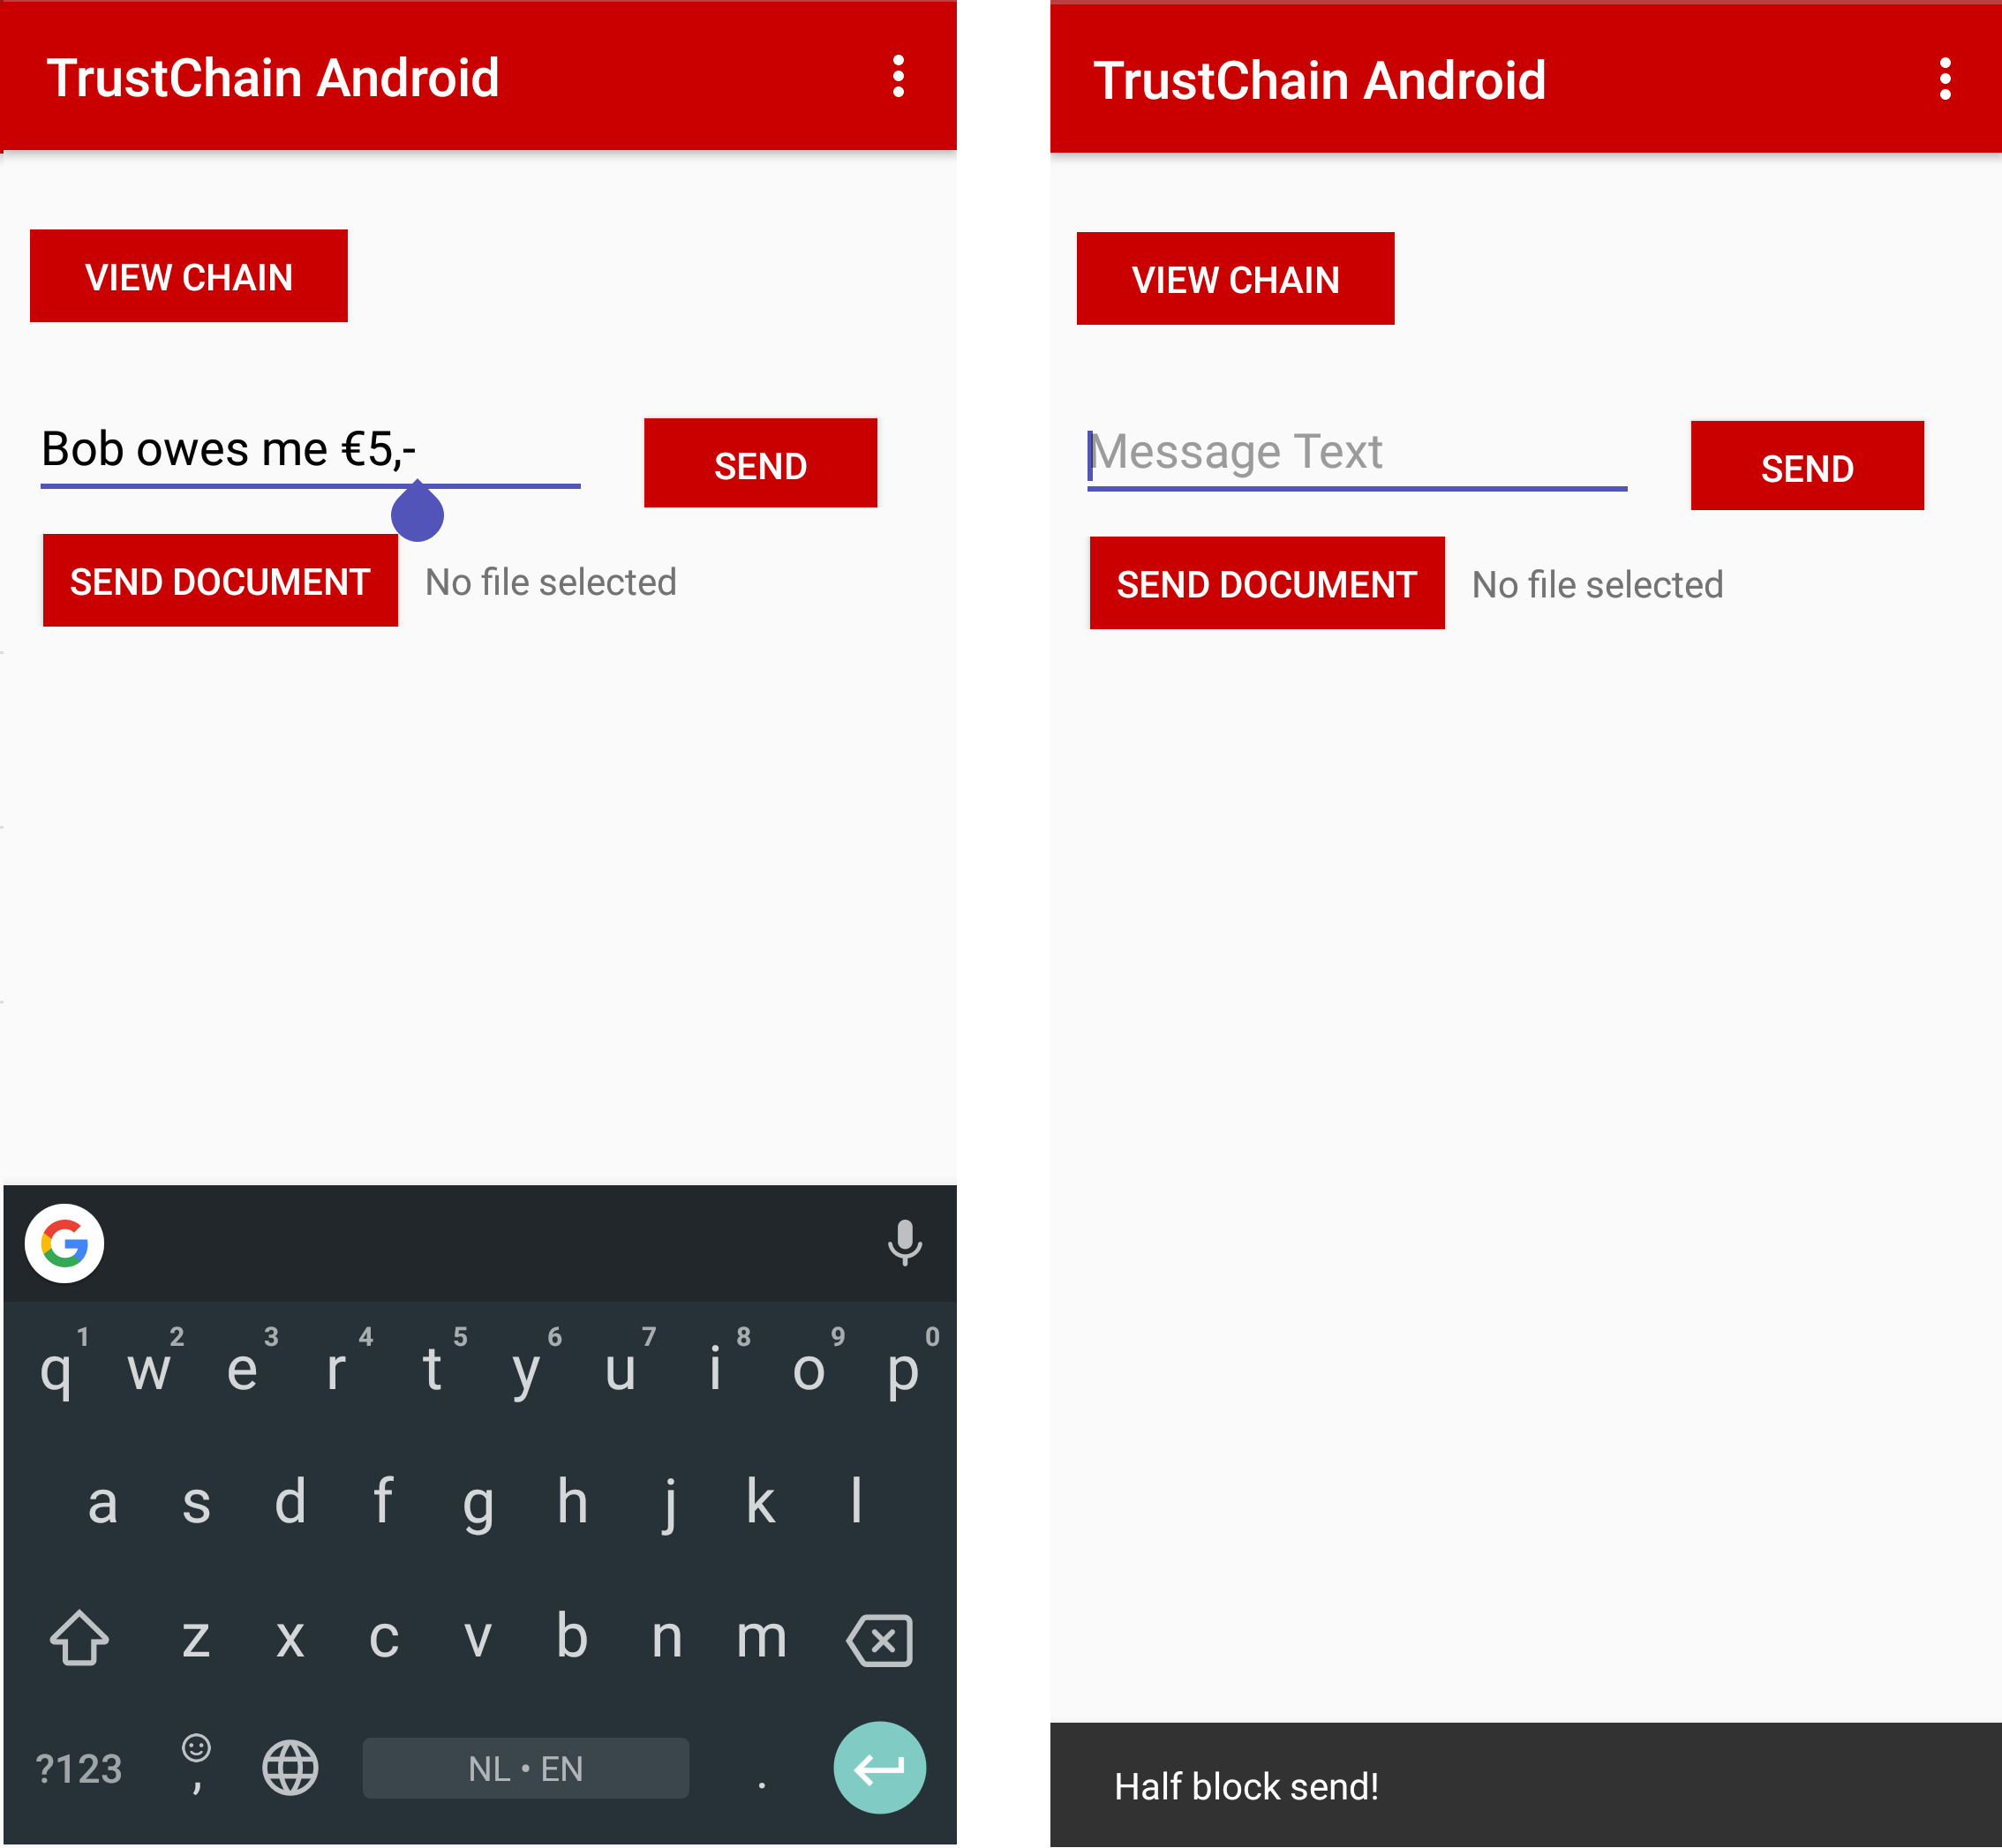 TrustChain Android
VIEW CHAIN
Bob owes me €5,-
SEND
SEND DOCUMENT
No file selected
1 2 3 4 5 6 7 8 9 0
q w e r t y u i o p
a s d f g h j k l
z x c v b n m
?123 , NL • EN .
TrustChain Android
VIEW CHAIN
Message Text
SEND
SEND DOCUMENT
No file selected
Half block send!